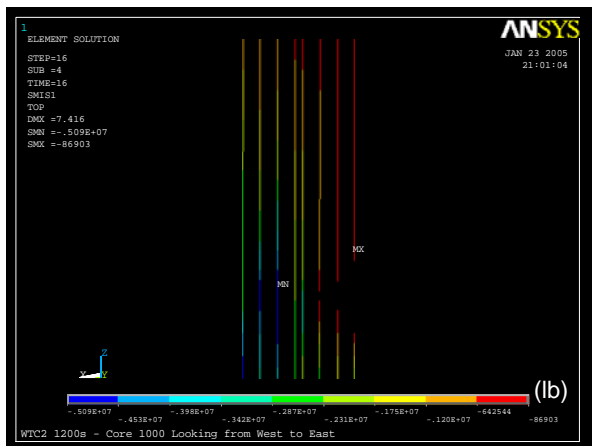 1
ANSYS
ELEMENT SOLUTION
JAN 23 2005
21:01:04
STEP=16
SUB =4
TIME=16
SMIS1
TOP
DMX =7.416
SMN =-.509E+07
SMX =-86903
MX
MN
Z
X Y
(lb)
-.509E+07 -.398E+07 -.287E+07 -.175E+07 -642544
-.453E+07 -.342E+07 -.231E+07 -.120E+07 -86903
WTC2 1200s - Core 1000 Looking from West to East